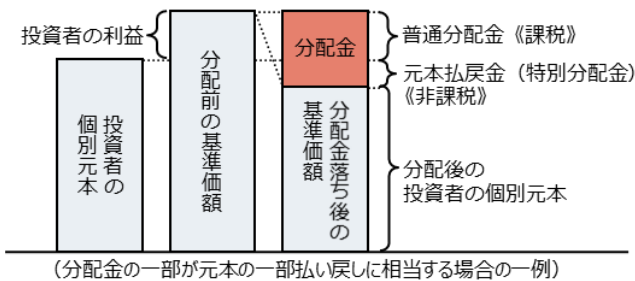 投資者の利益
投資者の
個別元本
分配前の基準価額
分配金
分配金落ち後の
基準価額
普通分配金《課税》
元本払戻金（特別分配金）
《非課税》
分配後の
投資者の個別元本
（分配金の一部が元本の一部払い戻しに相当する場合の一例）